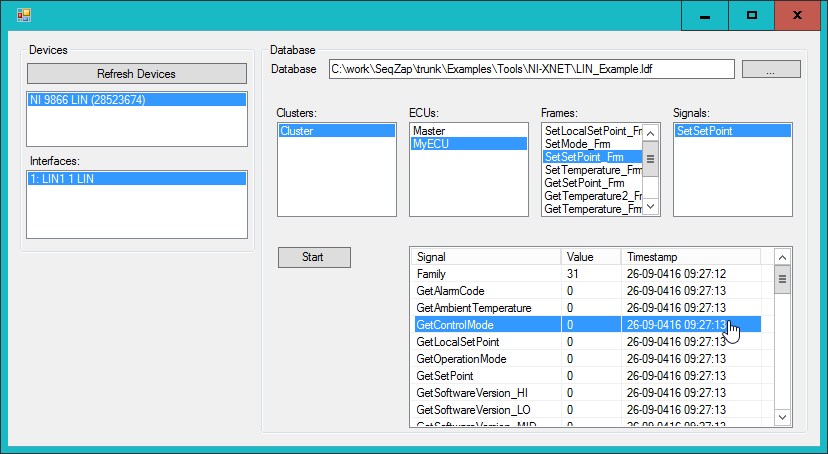 Devices
Refresh Devices
NI 9866 LIN (28523674)
Interfaces:
1: LIN1 1 LIN
Database
Database C:\work\SeqZap\trunk\Examples\Tools\NI-XNET\LIN_Example.ldf ...
Clusters: ECUs: Frames: Signals:
Cluster
Master
MyECU
SetLocalSetPoint_Fr
SetMode_Frm
SetSetPoint_Frm
SetTemperature_Frm
GetSetPoint_Frm
GetTemperature2_Frm
GetTemperature_Frm
SetSetPoint
Start
Signal Value Timestamp
Family 31 26-09-0416 09:27:12
GetAlarmCode 0 26-09-0416 09:27:13
GetAmbientTemperature 0 26-09-0416 09:27:13
GetControlMode 0 26-09-0416 09:27:13
GetLocalSetPoint 0 26-09-0416 09:27:13
GetOperationMode 0 26-09-0416 09:27:13
GetSetPoint 0 26-09-0416 09:27:13
GetSoftwareVersion_HI 0 26-09-0416 09:27:13
GetSoftwareVersion_LO 0 26-09-0416 09:27:13
GetSoftwareVersion_MID 0 26-09-0416 09:27:13